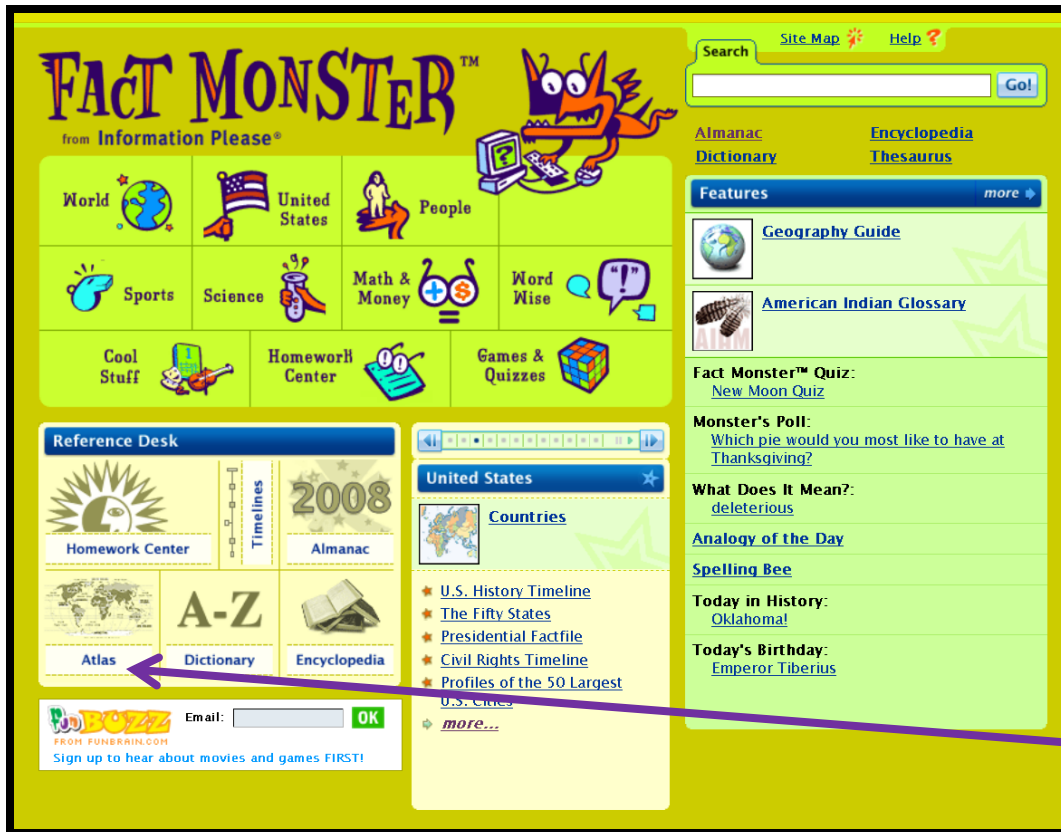 Site Map
Help ?
Search
Go!
FACT MONSTER™
from Information Please®
?
Almanac
Encyclopedia
Dictionary
Thesaurus
World
United
States
People
Sports
Science
Math &
Money
+ $
Word
Wise
"!"
Cool
Stuff
1
Homework
Center
! !
Games &
Quizzes
Features
more
Geography Guide
American Indian Glossary
AIAM
Fact Monster™ Quiz:
New Moon Quiz
Monster's Poll:
Which pie would you most like to have at
Thanksgiving?
What Does It Mean?:
deleterious
Analogy of the Day
Spelling Bee
Today in History:
Oklahoma!
Today's Birthday:
Emperor Tiberius
Reference Desk
Homework Center
Timelines
2008
Almanac
Atlas
A-Z
Dictionary
Encyclopedia
United States
Countries
U.S. History Timeline
The Fifty States
Presidential Factfile
Civil Rights Timeline
Profiles of the 50 Largest
U.S. Cities
more...
Fun BUZZ
FROM FUNBRAIN.COM
Email:
OK
Sign up to hear about movies and games FIRST!